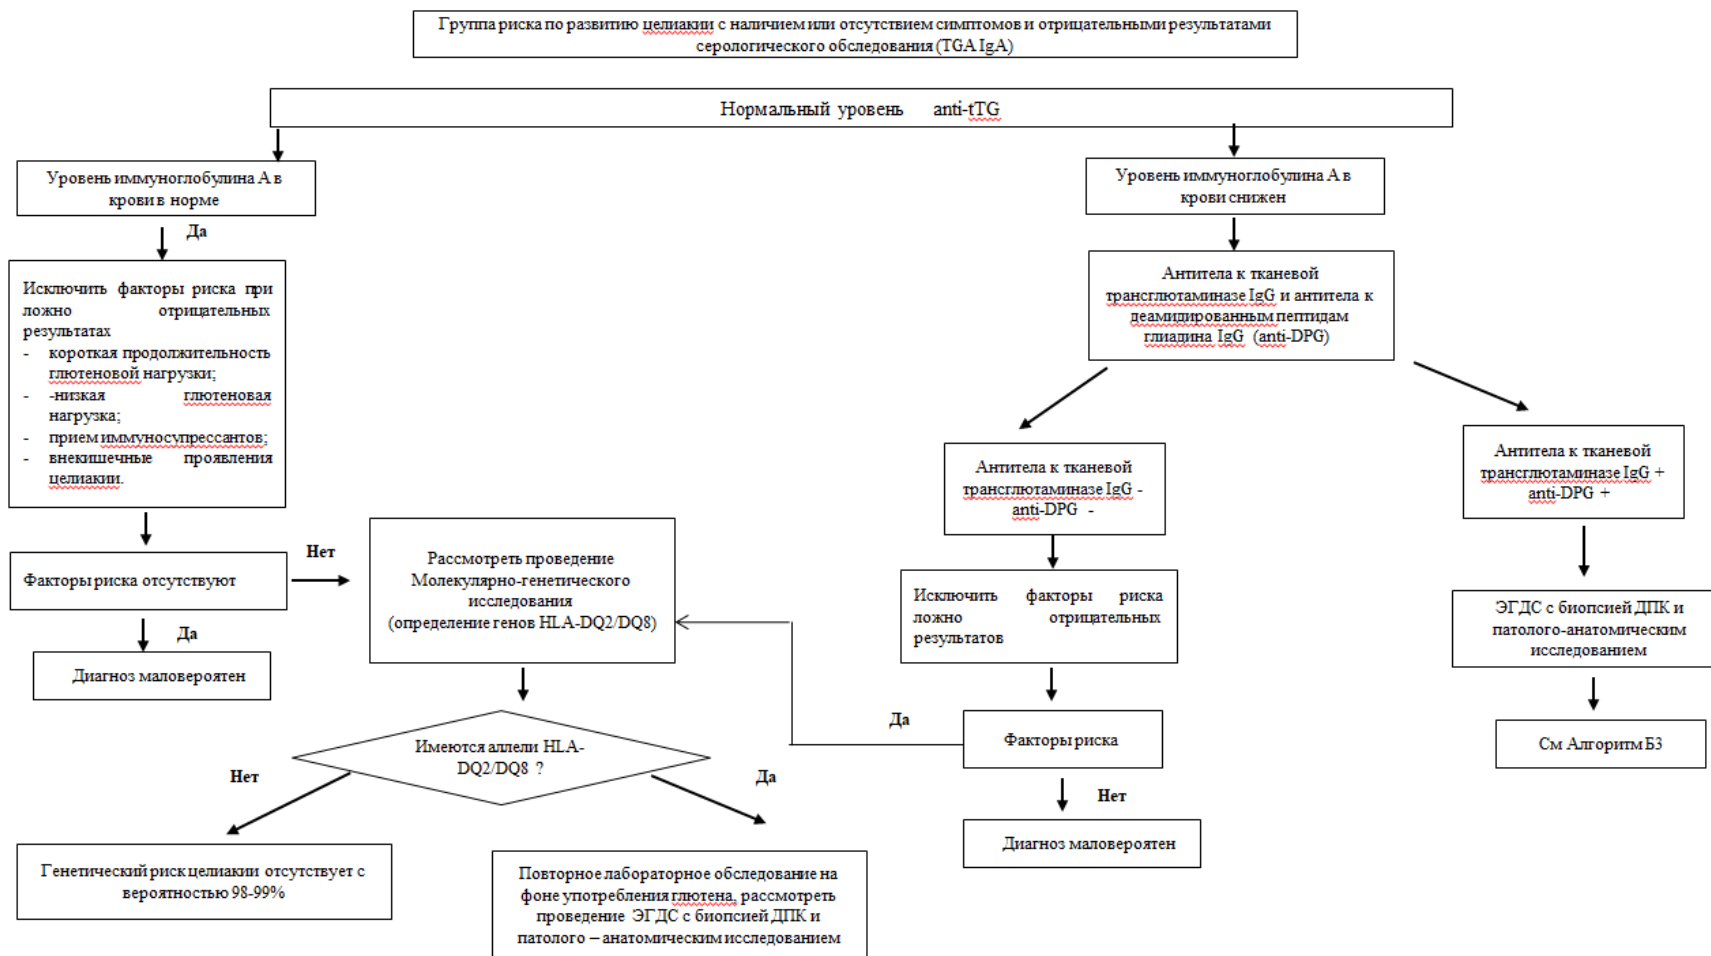 Группа риска по развитию целиакии с наличием или отсутствием симптомов и отрицательными результатами
серологического обследования (TGA IgA)
Нормальный уровень anti-tTG
Уровень иммуноглобулина А в
крови в норме
Да
Исключить факторы риска при
ложно отрицательных
результатах
- короткая продолжительность
глютеновой нагрузки;
- -низкая глютеновая
нагрузка;
- прием иммуносупрессантов;
- внекишечные проявления
целиакии.
Факторы риска отсутствуют
Нет
Да
Диагноз маловероятен
Рассмотреть проведение
Молекулярно-генетического
исследования
(определение генов HLA-DQ2/DQ8)
Имеются аллели HLA-
DQ2/DQ8 ?
Нет
Да
Генетический риск целиакии отсутствует с
вероятностью 98-99%
Повторное лабораторное обследование на
фоне употребления глютена, рассмотреть
проведение ЭГДС с биопсией ДПК и
патолого – анатомическим исследованием
Уровень иммуноглобулина А в
крови снижен
Антитела к тканевой
трансглютаминазе IgG и антитела к
деамидированным пептидам
глиадина IgG (anti-DPG)
Антитела к тканевой
трансглютаминазе IgG -
anti-DPG -
Исключить факторы риска
ложно отрицательных
результатов
Факторы риска
Да
Нет
Диагноз маловероятен
Антитела к тканевой
трансглютаминазе IgG +
anti-DPG +
ЭГДС с биопсией ДПК и
патолого-анатомическим
исследованием
См Алгоритм Б3